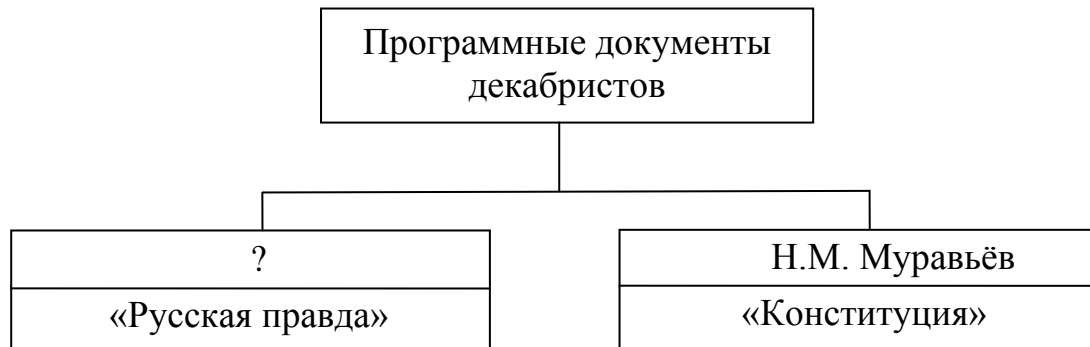 Программные документы
декабристов
?
«Русская правда»
Н.М. Муравьёв
«Конституция»